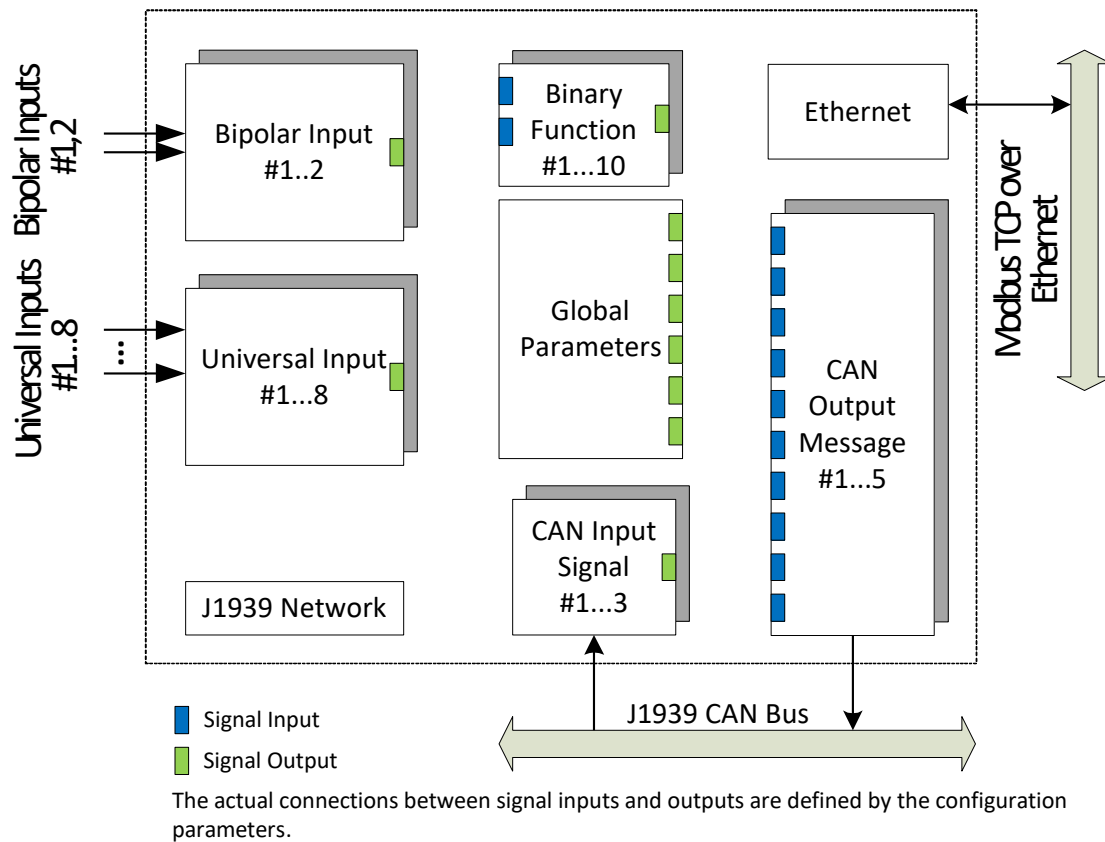 Bipolar Inputs
#1,2
Bipolar Input
#1..2
Binary
Function
#1...10
Ethernet
Modbus TCP over
Ethernet
Universal Inputs
#1...8
...
Universal Input
#1...8
Global
Parameters
CAN
Output
Message
#1...5
CAN Input
Signal
#1...3
J1939 Network
J1939 CAN Bus
Signal Input
Signal Output
The actual connections between signal inputs and outputs are defined by the configuration
parameters.